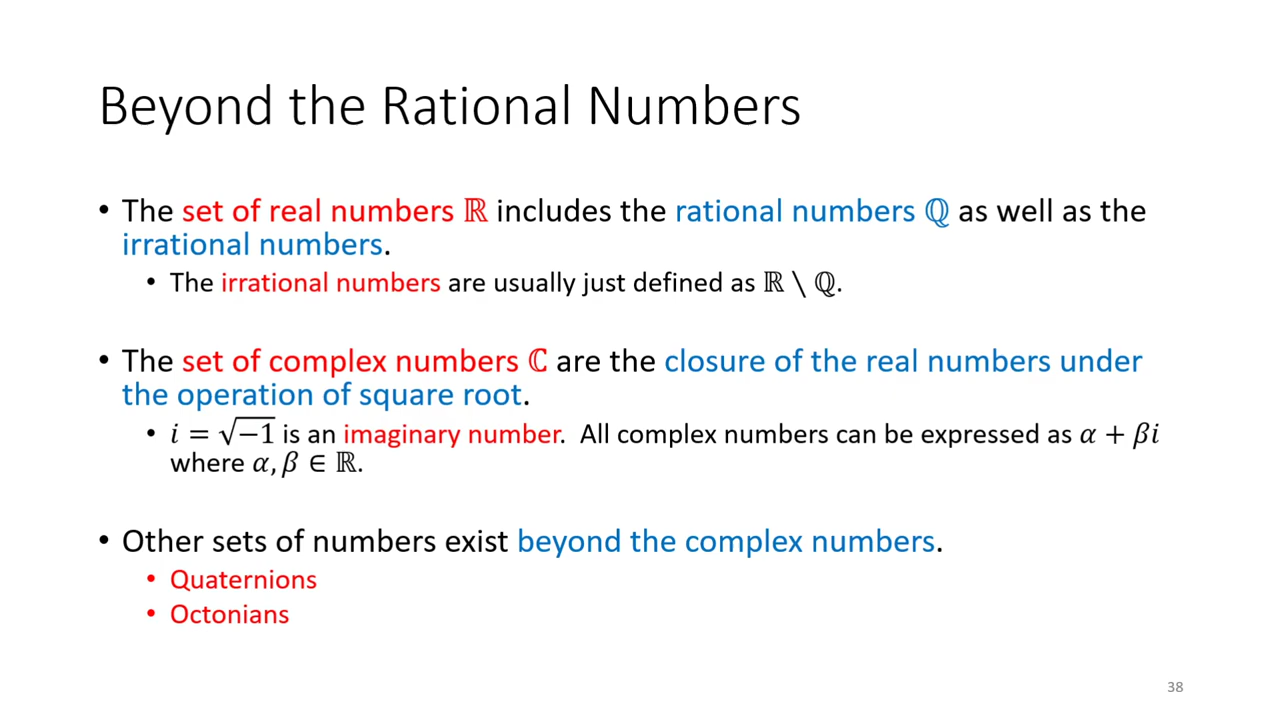 Beyond the Rational Numbers
• The set of real numbers ℝ includes the rational numbers ℚ as well as the
irrational numbers.
• The irrational numbers are usually just defined as ℝ \ ℚ.
• The set of complex numbers ℂ are the closure of the real numbers under
the operation of square root.
• 𝑖 = √−1 is an imaginary number. All complex numbers can be expressed as 𝛼 + 𝛽𝑖
where 𝛼, 𝛽 ∈ ℝ.
• Other sets of numbers exist beyond the complex numbers.
• Quaternions
• Octonians
38